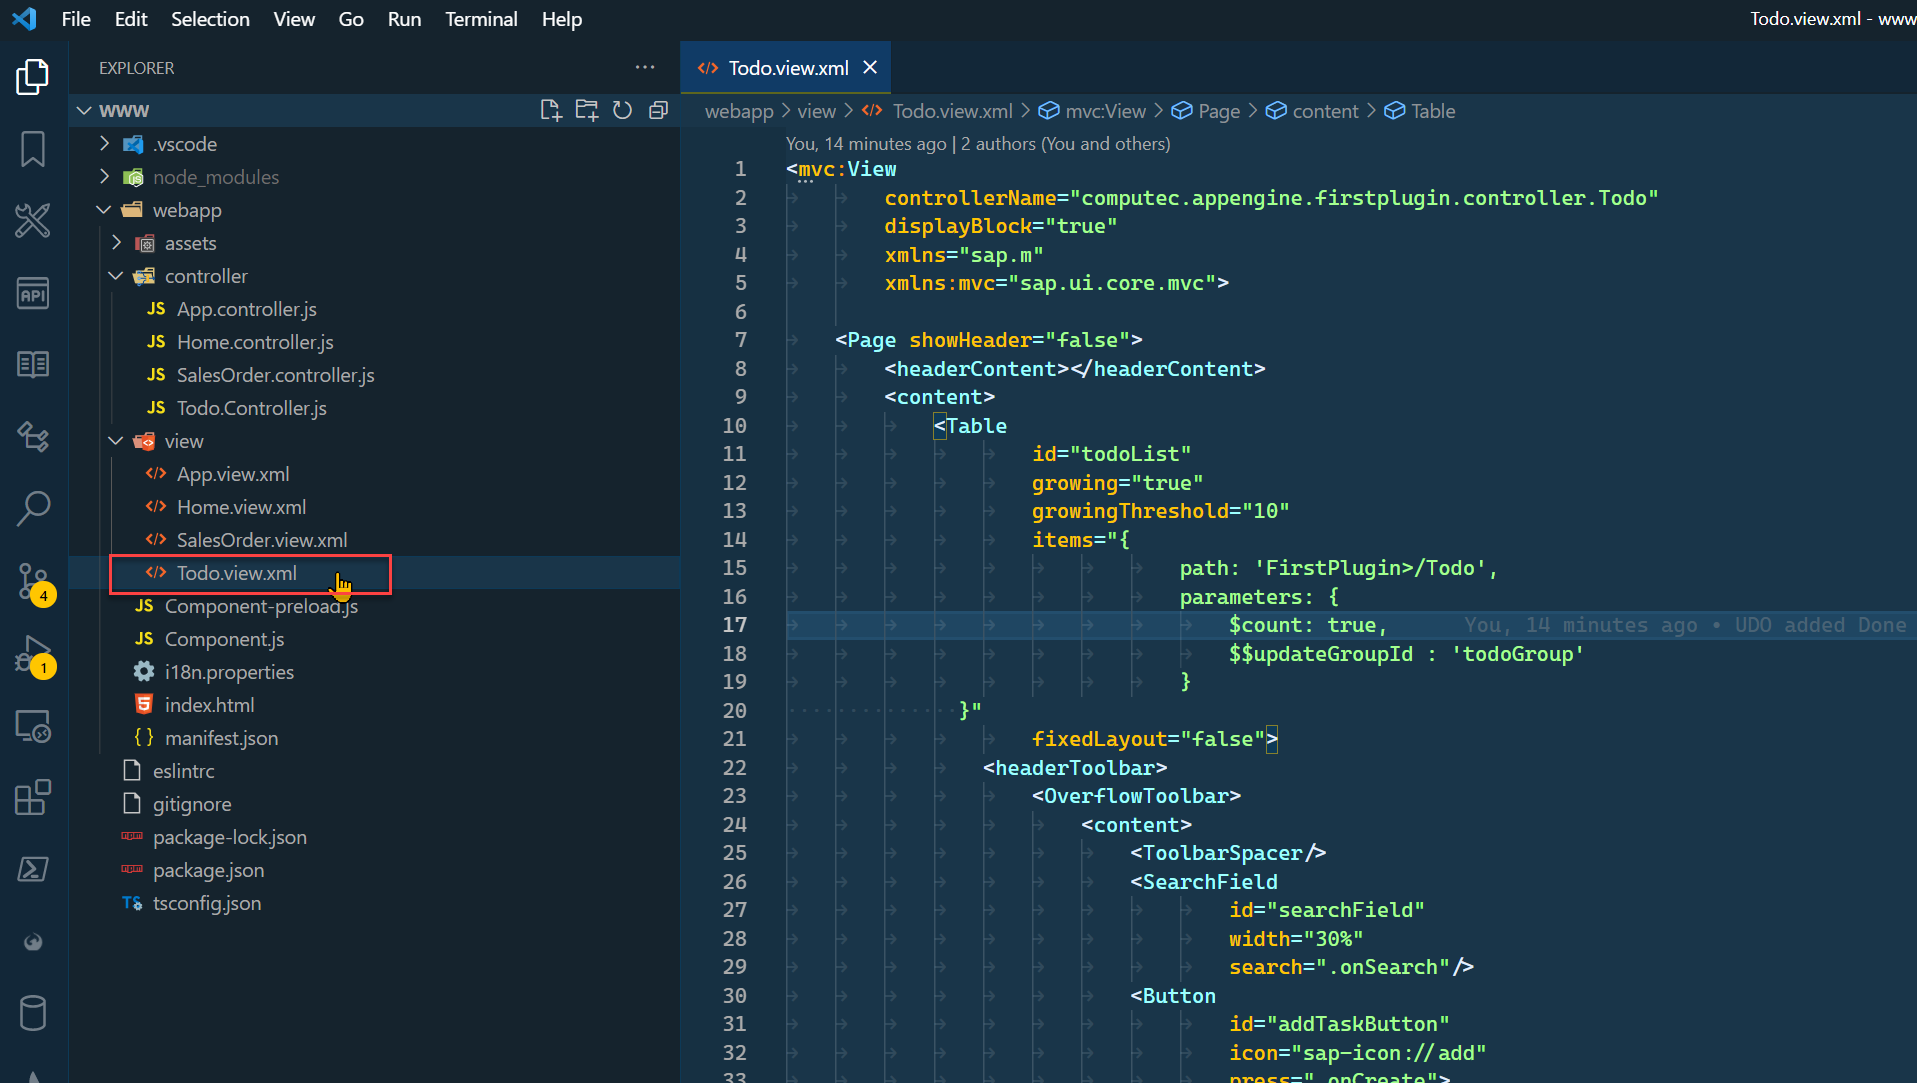 File Edit Selection View Go Run Terminal Help
Todo.view.xml - www
EXPLORER
WWW
.vscode
node_modules
webapp
assets
controller
JS App.controller.js
JS Home.controller.js
JS SalesOrder.controller.js
JS Todo.Controller.js
view
App.view.xml
Home.view.xml
SalesOrder.view.xml
Todo.view.xml
JS Component-preload.js
JS Component.js
i18n.properties
index.html
{ } manifest.json
eslintrc
gitignore
package-lock.json
package.json
TS tsconfig.json
API
4
1
Todo.view.xml
webapp > view > Todo.view.xml > mvc:View > Page > content > Table
You, 14 minutes ago | 2 authors (You and others)
1 <mvc:View
2 controllerName="computec.appengine.firstplugin.controller.Todo"
3 displayBlock="true"
4 xmlns="sap.m"
5 xmlns:mvc="sap.ui.core.mvc">
6
7 <Page showHeader="false">
8 <headerContent></headerContent>
9 <content>
10 <Table
11 id="todoList"
12 growing="true"
13 growingThreshold="10"
14 items="{
15 path: 'FirstPlugin>/Todo',
16 parameters: {
17 $count: true, You, 14 minutes ago • UDO added Done
18 $$updateGroupId : 'todoGroup'
19 }
20 }"
21 fixedLayout="false">
22 <headerToolbar>
23 <OverflowToolbar>
24 <content>
25 <ToolbarSpacer/>
26 <SearchField
27 id="searchField"
28 width="30%"
29 search=".onSearch"/>
30 <Button
31 id="addTaskButton"
32 icon="sap-icon://add"
33 press=".onCreate">